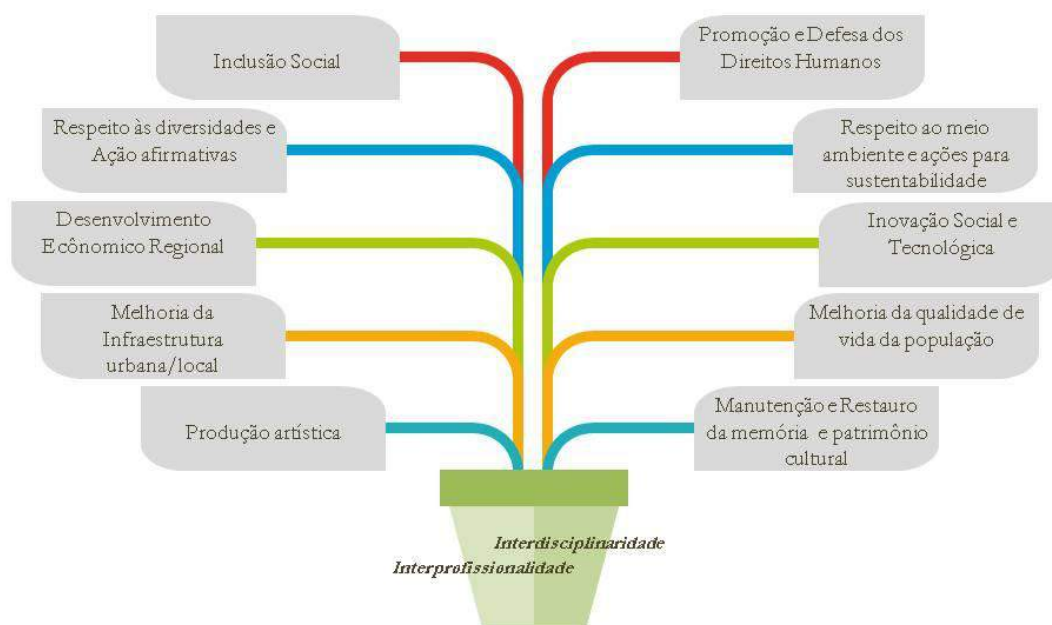 Inclusão Social
Promoção e Defesa dos
Direitos Humanos
Respeito às diversidades e
Ação afirmativas
Respeito ao meio
ambiente e ações para
sustentabilidade
Desenvolvimento
Ecônomico Regional
Inovação Social e
Tecnológica
Melhoria da
Infraestrutura
urbana/local
Melhoria da qualidade de
vida da população
Produção artística
Manutenção e Restauro
da memória e patrimônio
cultural
Interdisciplinaridade
Interprofissionalidade